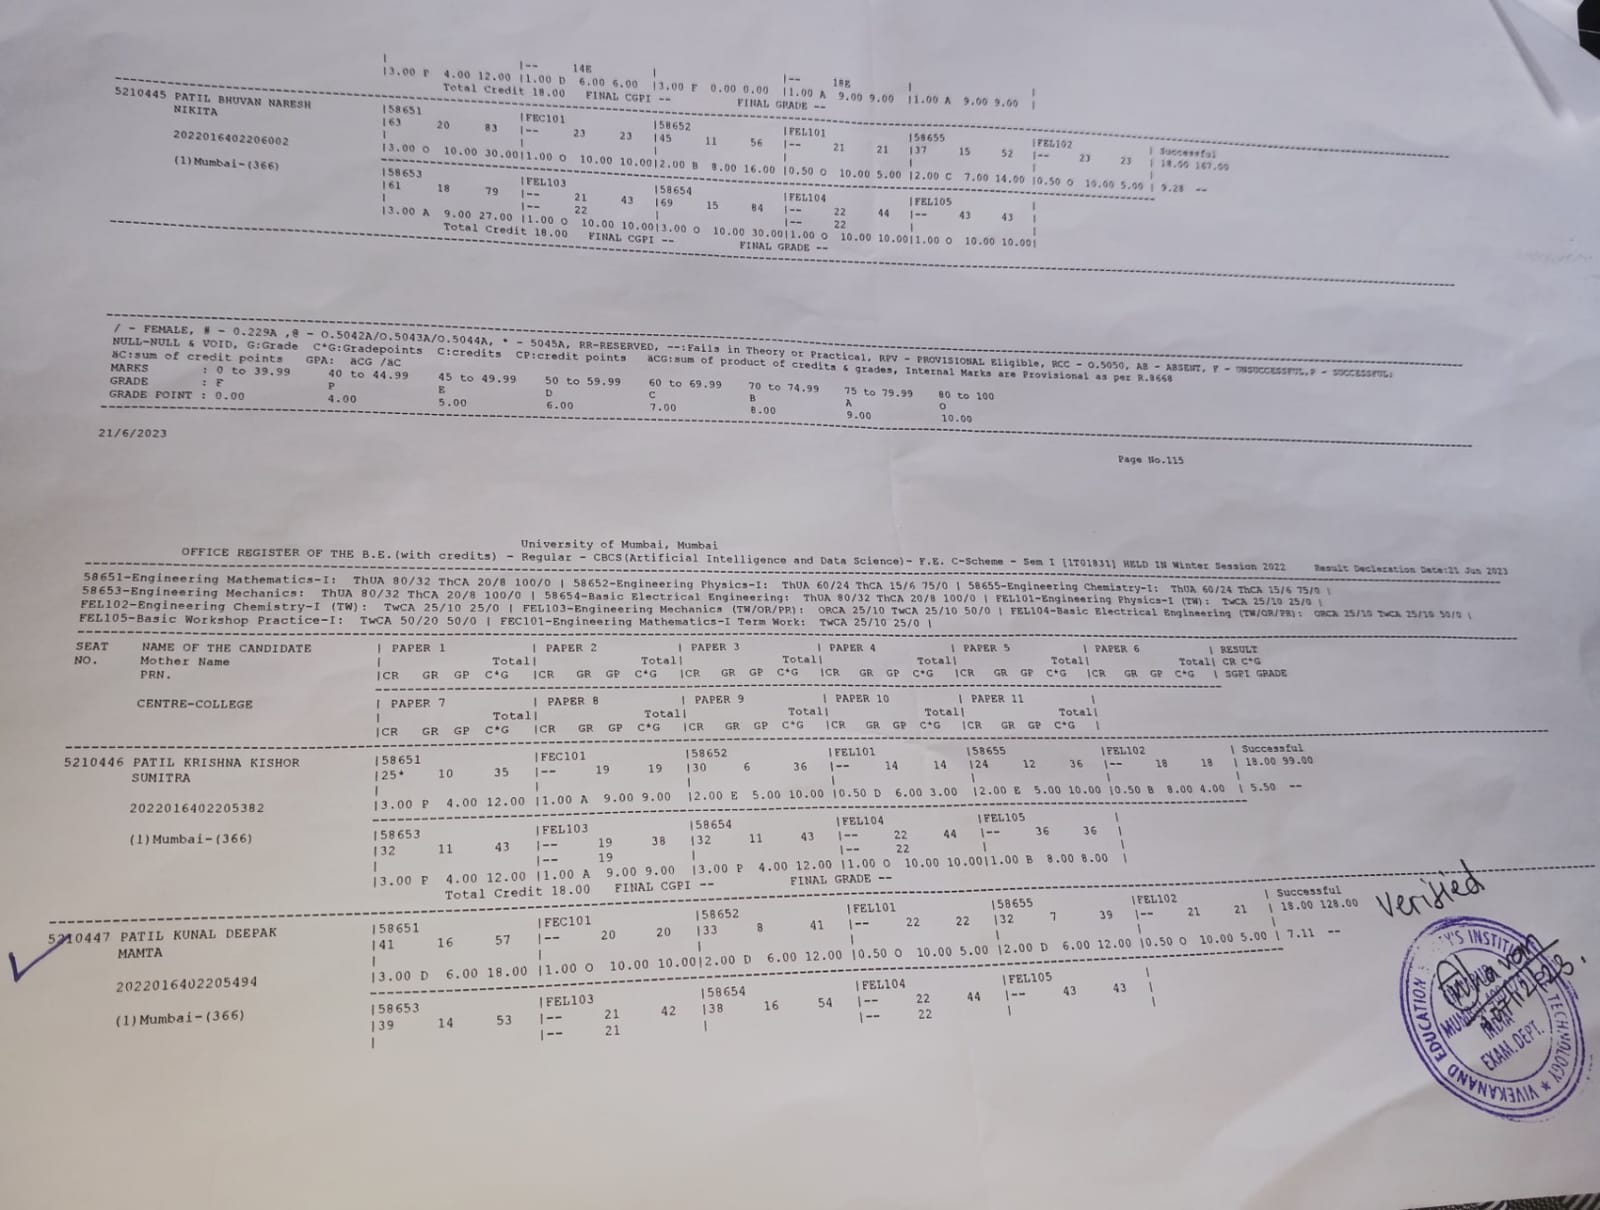 | |-- 14E | |-- 18E | |
|3.00 P 4.00 12.00 |1.00 D 6.00 6.00 |3.00 F 0.00 0.00 |1.00 A 9.00 9.00 |1.00 A 9.00 9.00 |
Total Credit 18.00 FINAL CGPI -- FINAL GRADE --
5210445 PATIL BHUVAN NARESH |58651 |FEC101 |58652 |FEL101 |58655 |FEL102 | Successful
NIKITA |63 20 83 |-- 23 23 |45 11 56 |-- 21 21 |37 15 52 |-- 23 23 | 18.00 167.00
2022016402206002 | | | | | |
|3.00 O 10.00 30.00|1.00 O 10.00 10.00|2.00 B 8.00 16.00 |0.50 O 10.00 5.00 |2.00 C 7.00 14.00 |0.50 O 10.00 5.00 | 9.28 --
(1)Mumbai-(366) |58653 |FEL103 |58654 |FEL104 |FEL105 |
|61 18 79 |-- 21 43 |69 15 84 |-- 22 44 |-- 43 43 |
| |-- 22 | |-- 22 | |
|3.00 A 9.00 27.00 |1.00 O 10.00 10.00|3.00 O 10.00 30.00|1.00 O 10.00 10.00|1.00 O 10.00 10.00|
Total Credit 18.00 FINAL CGPI -- FINAL GRADE --
/ - FEMALE, # - 0.229A ,@ - O.5042A/O.5043A/O.5044A, * - 5045A, RR-RESERVED, --:Fails in Theory or Practical, RPV - PROVISIONAL Eligible, RCC - O.5050, AB - ABSENT, F - UNSUCCESSFUL,P - SUCCESSFUL;
NULL-NULL & VOID, G:Grade C*G:Gradepoints C:credits CP:credit points äCG:sum of product of credits & grades, Internal Marks are Provisional as per R.8668
äC:sum of credit points GPA: äCG /äC
MARKS : 0 to 39.99 40 to 44.99 45 to 49.99 50 to 59.99 60 to 69.99 70 to 74.99 75 to 79.99 80 to 100
GRADE : F P E D C B A O
GRADE POINT : 0.00 4.00 5.00 6.00 7.00 8.00 9.00 10.00
21/6/2023
Page No.115
University of Mumbai, Mumbai
OFFICE REGISTER OF THE B.E.(with credits) - Regular - CBCS(Artificial Intelligence and Data Science)- F.E. C-Scheme - Sem I [1T01831] HELD IN Winter Session 2022 Result Decleration Date:21 Jun 2023
58651-Engineering Mathematics-I: ThUA 80/32 ThCA 20/8 100/0 | 58652-Engineering Physics-I: ThUA 60/24 ThCA 15/6 75/0 | 58655-Engineering Chemistry-I: ThUA 60/24 ThCA 15/6 75/0 |
58653-Engineering Mechanics: ThUA 80/32 ThCA 20/8 100/0 | 58654-Basic Electrical Engineering: ThUA 80/32 ThCA 20/8 100/0 | FEL101-Engineering Physics-I (TW): TwCA 25/10 25/0 |
FEL102-Engineering Chemistry-I (TW): TwCA 25/10 25/0 | FEL103-Engineering Mechanics (TW/OR/PR): ORCA 25/10 TwCA 25/10 50/0 | FEL104-Basic Electrical Engineering (TW/OR/PR): ORCA 25/10 TwCA 25/10 50/0 |
FEL105-Basic Workshop Practice-I: TwCA 50/20 50/0 | FEC101-Engineering Mathematics-I Term Work: TwCA 25/10 25/0 |
SEAT NAME OF THE CANDIDATE | PAPER 1 | PAPER 2 | PAPER 3 | PAPER 4 | PAPER 5 | PAPER 6 | RESULT
NO. Mother Name | Total| Total| Total| Total| Total| Total| CR C*G
PRN. |CR GR GP C*G |CR GR GP C*G |CR GR GP C*G |CR GR GP C*G |CR GR GP C*G |CR GR GP C*G | SGPI GRADE
CENTRE-COLLEGE | PAPER 7 | PAPER 8 | PAPER 9 | PAPER 10 | PAPER 11 |
| Total| Total| Total| Total| Total|
|CR GR GP C*G |CR GR GP C*G |CR GR GP C*G |CR GR GP C*G |CR GR GP C*G |
5210446 PATIL KRISHNA KISHOR |58651 |FEC101 |58652 |FEL101 |58655 |FEL102 | Successful
SUMITRA |25* 10 35 |-- 19 19 |30 6 36 |-- 14 14 |24 12 36 |-- 18 18 | 18.00 99.00
2022016402205382 |3.00 P 4.00 12.00 |1.00 A 9.00 9.00 |2.00 E 5.00 10.00 |0.50 D 6.00 3.00 |2.00 E 5.00 10.00 |0.50 B 8.00 4.00 | 5.50 --
(1)Mumbai-(366) |58653 |FEL103 |58654 |FEL104 |FEL105 |
|32 11 43 |-- 19 38 |32 11 43 |-- 22 44 |-- 36 36 |
| |-- 19 | |-- 22 | |
|3.00 P 4.00 12.00 |1.00 A 9.00 9.00 |3.00 P 4.00 12.00 |1.00 O 10.00 10.00|1.00 B 8.00 8.00 |
Total Credit 18.00 FINAL CGPI -- FINAL GRADE --
5210447 PATIL KUNAL DEEPAK |58651 |FEC101 |58652 |FEL101 |58655 |FEL102 | Successful
MAMTA |41 16 57 |-- 20 20 |33 8 41 |-- 22 22 |32 7 39 |-- 21 21 | 18.00 128.00
2022016402205494 |3.00 D 6.00 18.00 |1.00 O 10.00 10.00|2.00 D 6.00 12.00 |0.50 O 10.00 5.00 |2.00 D 6.00 12.00 |0.50 O 10.00 5.00 | 7.11 --
(1)Mumbai-(366) |58653 |FEL103 |58654 |FEL104 |FEL105 |
|39 14 53 |-- 21 42 |38 16 54 |-- 22 44 |-- 43 43 |
| |-- 21 | |-- 22 | |
Verified
VIVEKANAND EDUCATION S Y'S INSTIT TECHNOLOGY ★
INDIA
EXAM. DEPT.